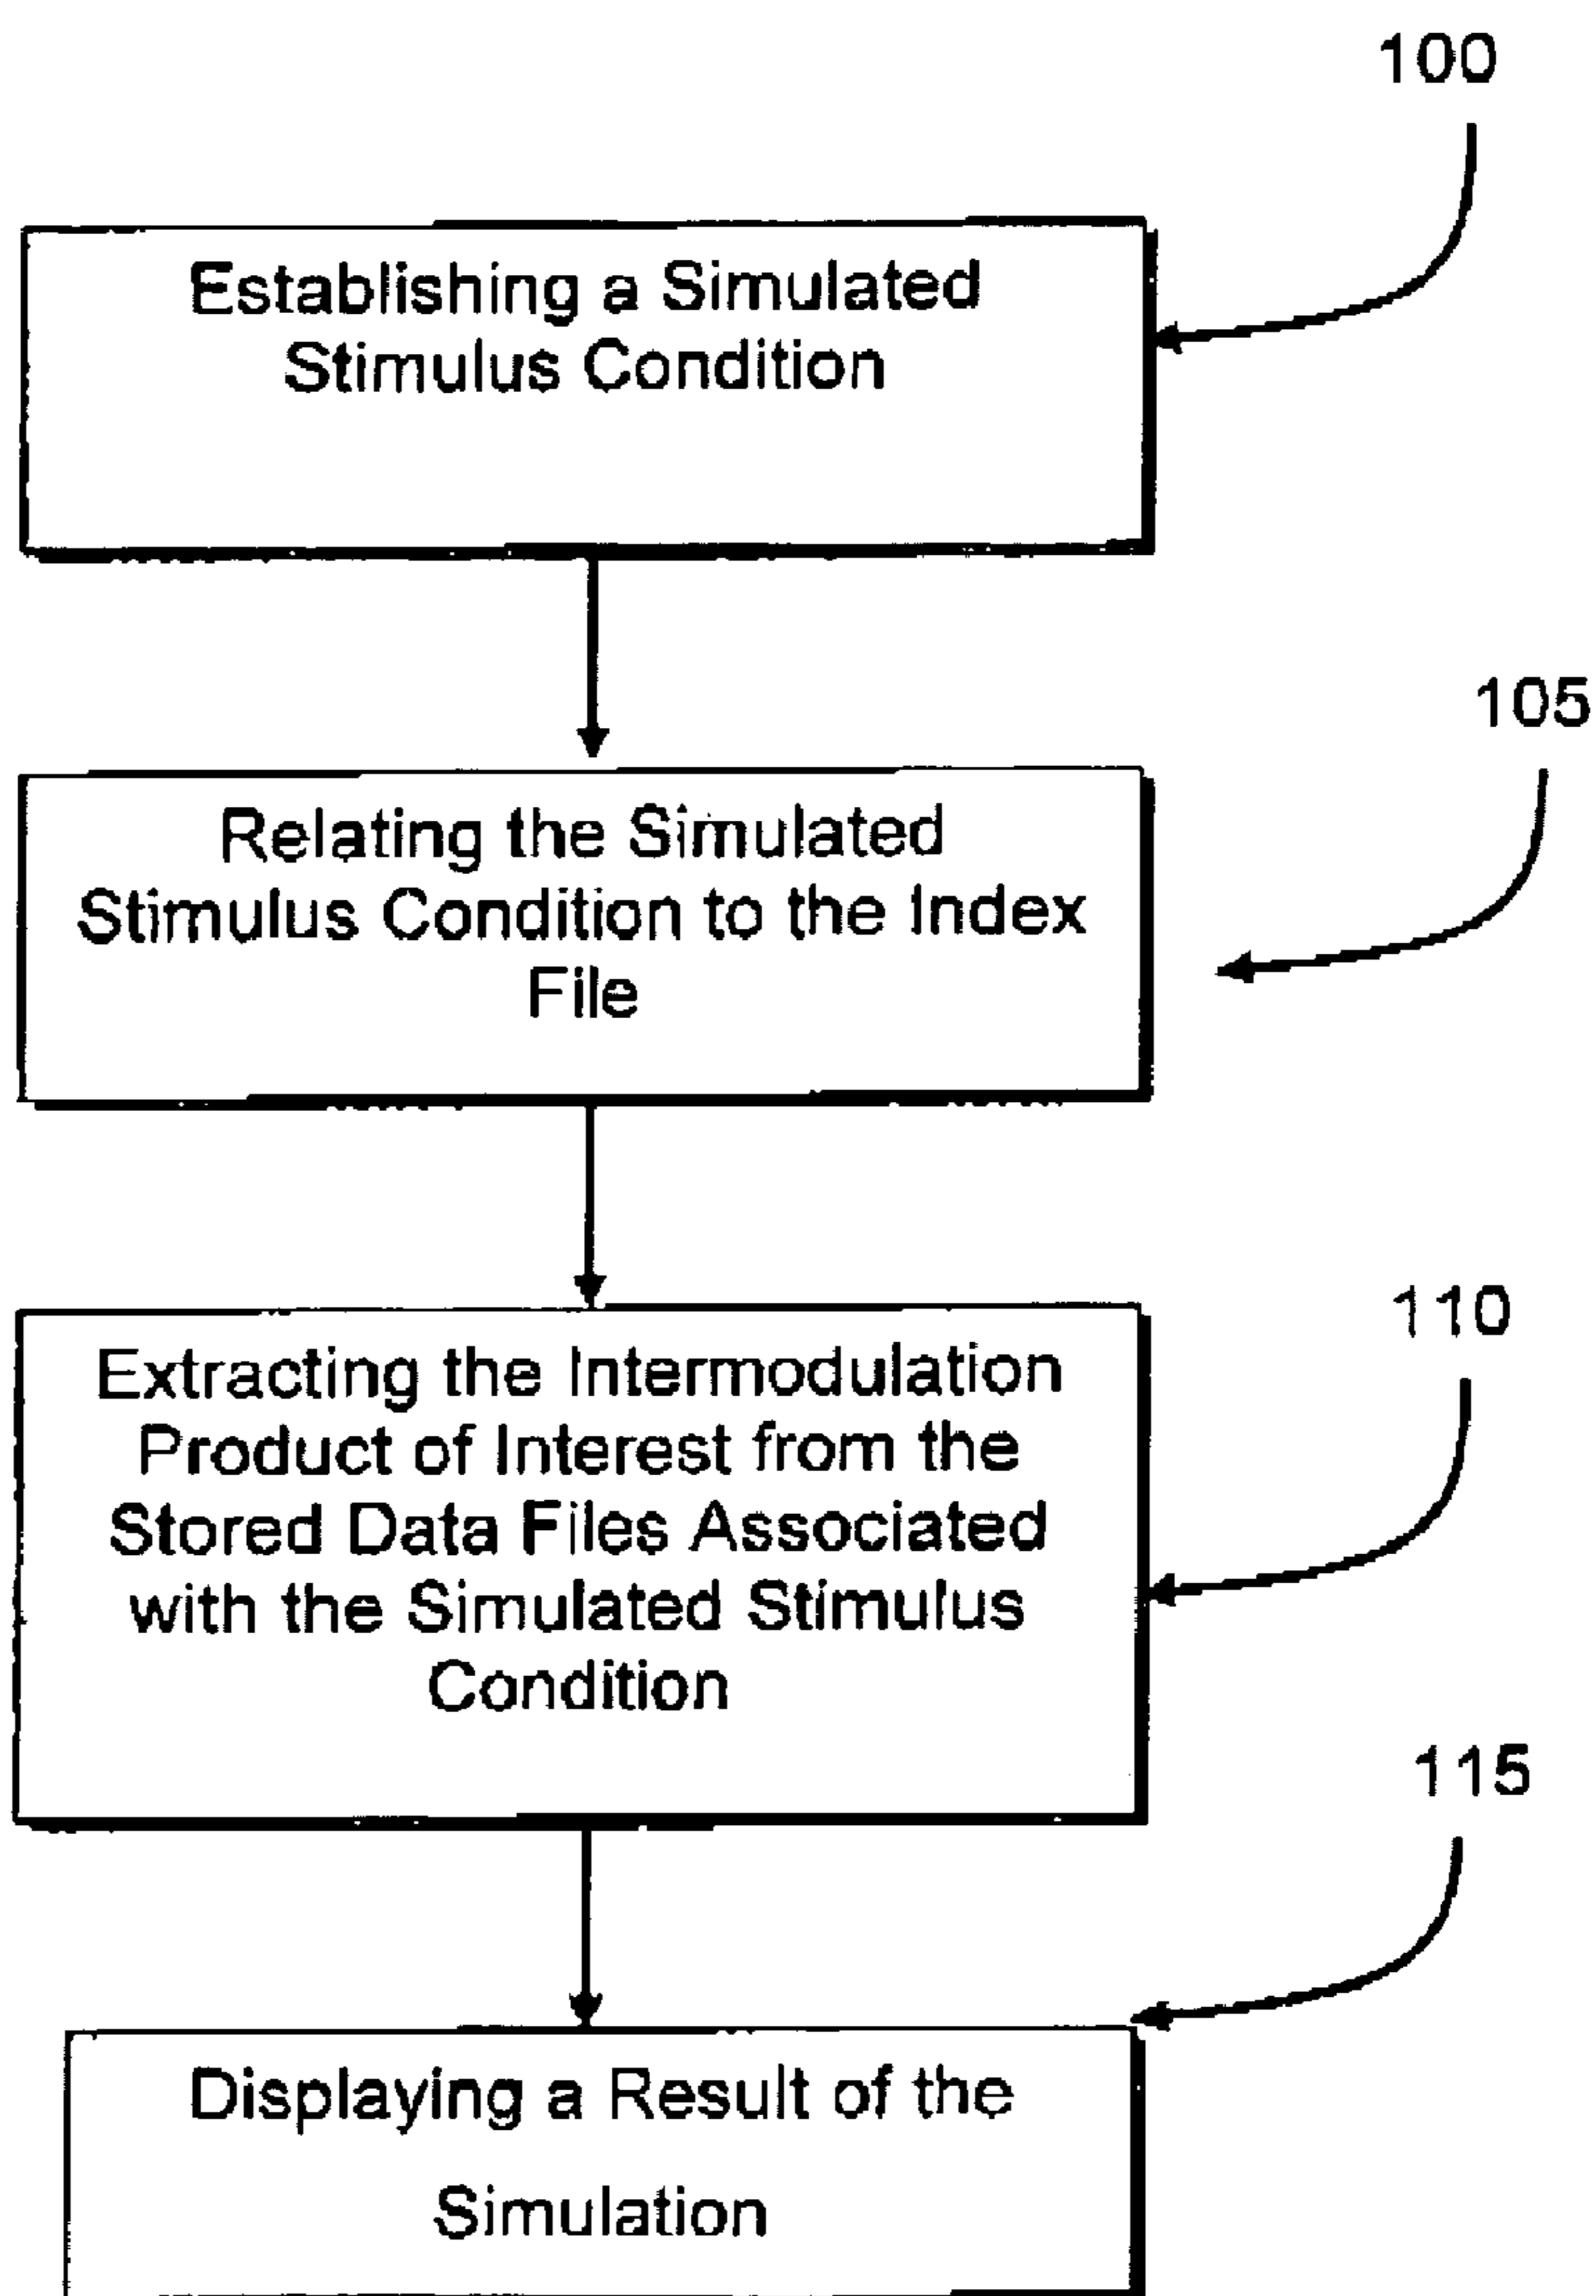 100
Establishing a Simulated
Stimulus Condition
105
Relating the Simulated
Stimulus Condition to the Index
File
110
Extracting the Intermodulation
Product of Interest from the
Stored Data Files Associated
with the Simulated Stimulus
Condition
115
Displaying a Result of the
Simulation